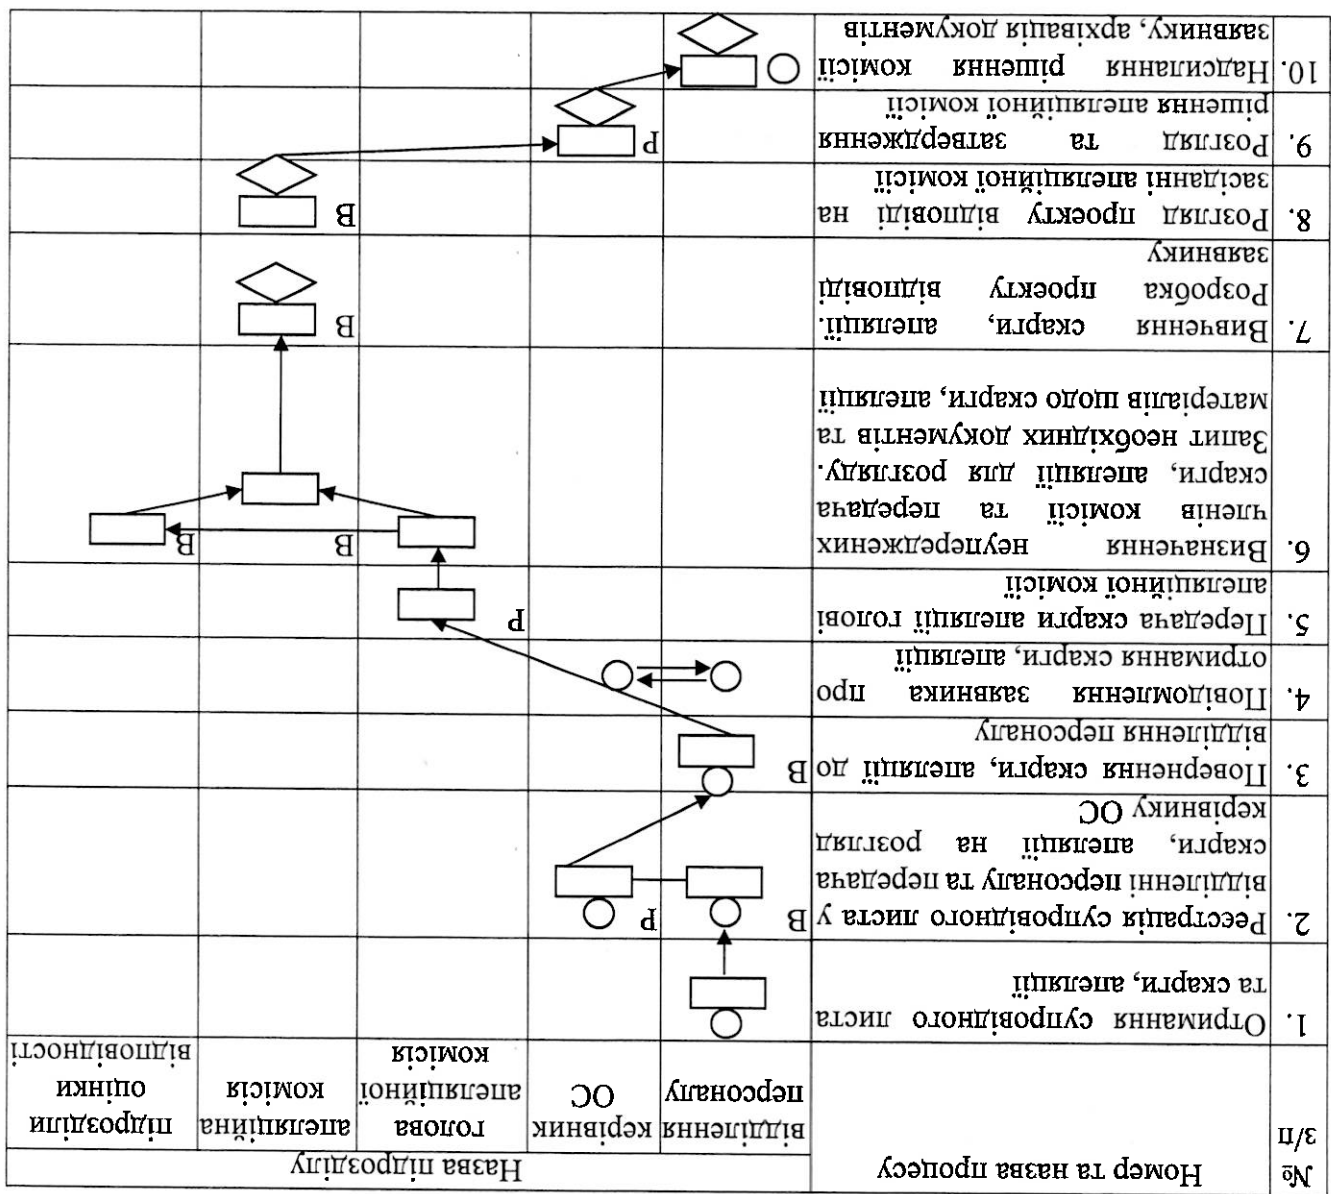 №
з/п
Номер та назва процесу
Назва підрозділу
відділення
персоналу
керівник
ОС
голова
апеляційної
комісія
апеляційна
комісія
підрозділи
оцінки
відповідності
1. Отримання супровідного листа
та скарги, апеляції
2. Реєстрація супровідного листа у
відділенні персоналу та передача
скарги, апеляції на розгляд
керівнику ОС
В
Р
3. Повернення скарги, апеляції до
відділення персоналу
В
4. Повідомлення заявника про
отримання скарги, апеляції
5. Передача скарги апеляції голові
апеляційної комісії
Р
6. Визначення неупереджених
членів комісії та передача
скарги, апеляції для розгляду.
Запит необхідних документів та
матеріалів щодо скарги, апеляції
В
В
7. Вивчення скарги, апеляції.
Розробка проекту відповіді
заявнику
В
8. Розгляд проекту відповіді на
засіданні апеляційної комісії
В
9. Розгляд та затвердження
рішення апеляційної комісії
Р
10. Надсилання рішення комісії
заявнику, архівація документів